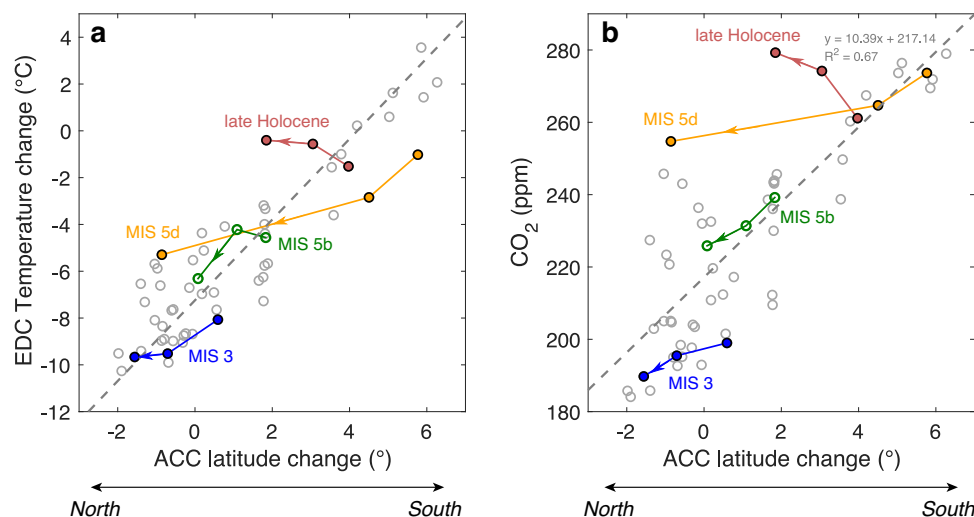 a
EDC Temperature change (°C)
4
2
0
-2
-4
-6
-8
-10
-12
late Holocene
MIS 5d
MIS 5b
MIS 3
-2
0
2
4
6
ACC latitude change (°)
North
South
b
CO2 (ppm)
280
260
240
220
200
180
late Holocene
y = 10.39x + 217.14
R2 = 0.67
MIS 5d
MIS 5b
MIS 3
-2
0
2
4
6
ACC latitude change (°)
North
South